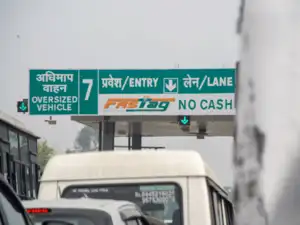 अधिमाप
वाहन
OVERSIZED
VEHICLE
7
प्रवेश/ENTRY लेन/LANE
FASTag NO CASH